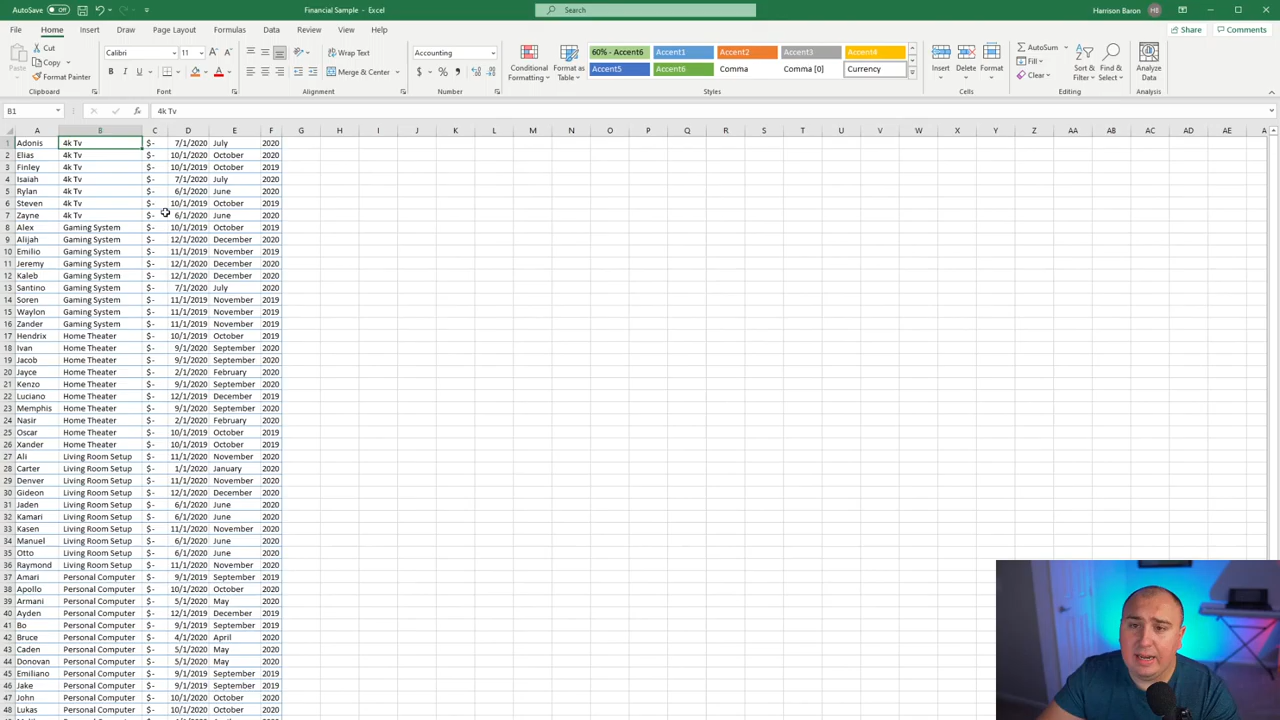 AutoSave Off Financial Sample - Excel Search Harrison Baron HB
File Home Insert Draw Page Layout Formulas Data Review View Help Share Comments
Paste Cut Copy Format Painter Clipboard
Calibri 11 B I U A A A Font
Wrap Text Merge & Center Alignment
Accounting $ % Number
Conditional Formatting Format as Table
60% - Accent6 Accent1 Accent2 Accent3 Accent4
Accent5 Accent6 Comma Comma [0] Currency
Styles
Insert Delete Format Cells
AutoSum Fill Clear Sort & Filter Find & Select Editing
Analyze Data Analysis
B1 fx 4k Tv
A B C D E F G H I J K L M N O P Q R S T U V W X Y Z AA AB AC AD AE AF A
1 Adonis 4k Tv $- 7/1/2020 July 2020
2 Elias 4k Tv $- 10/1/2020 October 2020
3 Finley 4k Tv $- 10/1/2019 October 2019
4 Isaiah 4k Tv $- 7/1/2020 July 2020
5 Rylan 4k Tv $- 6/1/2020 June 2020
6 Steven 4k Tv $- 10/1/2019 October 2019
7 Zayne 4k Tv $- 6/1/2020 June 2020
8 Alex Gaming System $- 10/1/2019 October 2019
9 Alijah Gaming System $- 12/1/2020 December 2020
10 Emilio Gaming System $- 11/1/2019 November 2019
11 Jeremy Gaming System $- 12/1/2020 December 2020
12 Kaleb Gaming System $- 12/1/2020 December 2020
13 Santino Gaming System $- 7/1/2020 July 2020
14 Soren Gaming System $- 11/1/2019 November 2019
15 Waylon Gaming System $- 11/1/2019 November 2019
16 Zander Gaming System $- 11/1/2019 November 2019
17 Hendrix Home Theater $- 10/1/2019 October 2019
18 Ivan Home Theater $- 9/1/2020 September 2020
19 Jacob Home Theater $- 9/1/2020 September 2020
20 Jayce Home Theater $- 2/1/2020 February 2020
21 Kenzo Home Theater $- 9/1/2020 September 2020
22 Luciano Home Theater $- 12/1/2019 December 2019
23 Memphis Home Theater $- 9/1/2020 September 2020
24 Nasir Home Theater $- 2/1/2020 February 2020
25 Oscar Home Theater $- 10/1/2019 October 2019
26 Xander Home Theater $- 10/1/2019 October 2019
27 Ali Living Room Setup $- 11/1/2019 November 2019
28 Carter Living Room Setup $- 1/1/2020 January 2020
29 Denver Living Room Setup $- 11/1/2019 November 2019
30 Gideon Living Room Setup $- 12/1/2020 December 2020
31 Jaden Living Room Setup $- 6/1/2020 June 2020
32 Kamari Living Room Setup $- 6/1/2020 June 2020
33 Kasen Living Room Setup $- 11/1/2019 November 2019
34 Manuel Living Room Setup $- 6/1/2020 June 2020
35 Otto Living Room Setup $- 6/1/2020 June 2020
36 Raymond Living Room Setup $- 11/1/2019 November 2019
37 Amari Personal Computer $- 9/1/2019 September 2019
38 Apollo Personal Computer $- 10/1/2020 October 2020
39 Armani Personal Computer $- 5/1/2020 May 2020
40 Ayden Personal Computer $- 12/1/2019 December 2019
41 Bo Personal Computer $- 9/1/2019 September 2019
42 Bruce Personal Computer $- 4/1/2020 April 2020
43 Caden Personal Computer $- 5/1/2020 May 2020
44 Donovan Personal Computer $- 5/1/2020 May 2020
45 Emiliano Personal Computer $- 9/1/2019 September 2019
46 Jake Personal Computer $- 9/1/2019 September 2019
47 John Personal Computer $- 10/1/2020 October 2020
48 Lukas Personal Computer $- 10/1/2020 October 2020